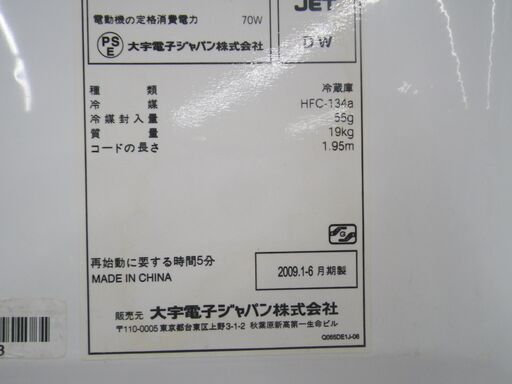 電動機の定格消費電力 70W
JET
PS E 大宇電子ジャパン株式会社 DW
種類 冷蔵庫
冷媒 HFC-134a
冷媒封入量 55g
質量 19kg
コードの長さ 1.95m
再始動に要する時間5分
MADE IN CHINA
2009.1-6 月期製
販売元 大宇電子ジャパン株式会社
〒110-0005 東京都台東区上野3-1-2 秋葉原新高第一生命ビル
Q065DE1J-06
3